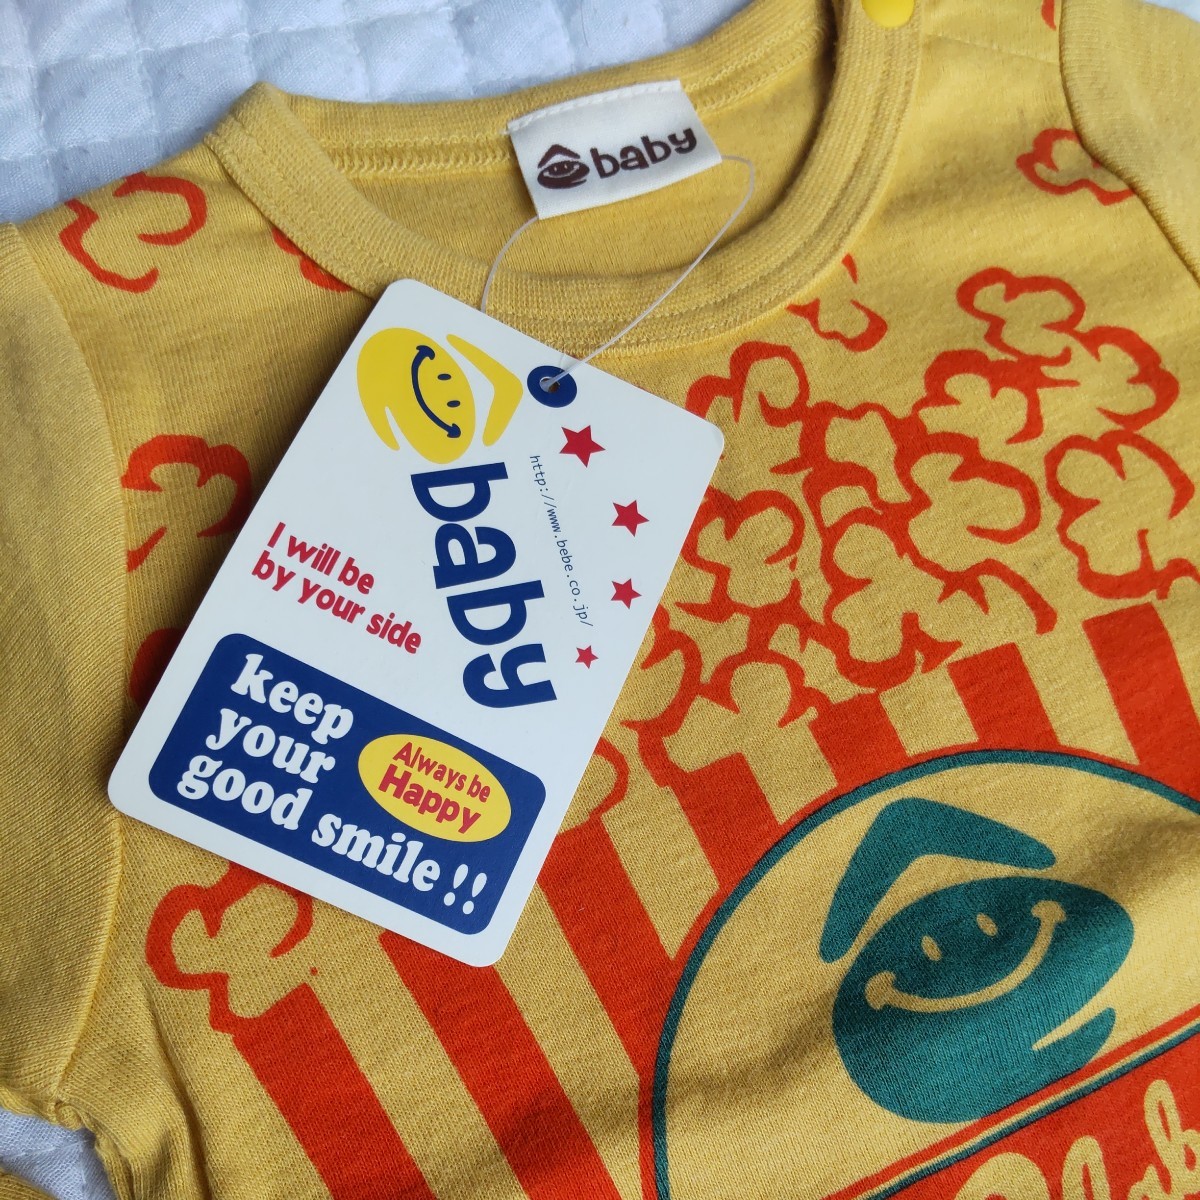 baby
baby
http://www.bebe.co.jp/
I will be
by your side
keep
your
good smile !!
Always be
Happy